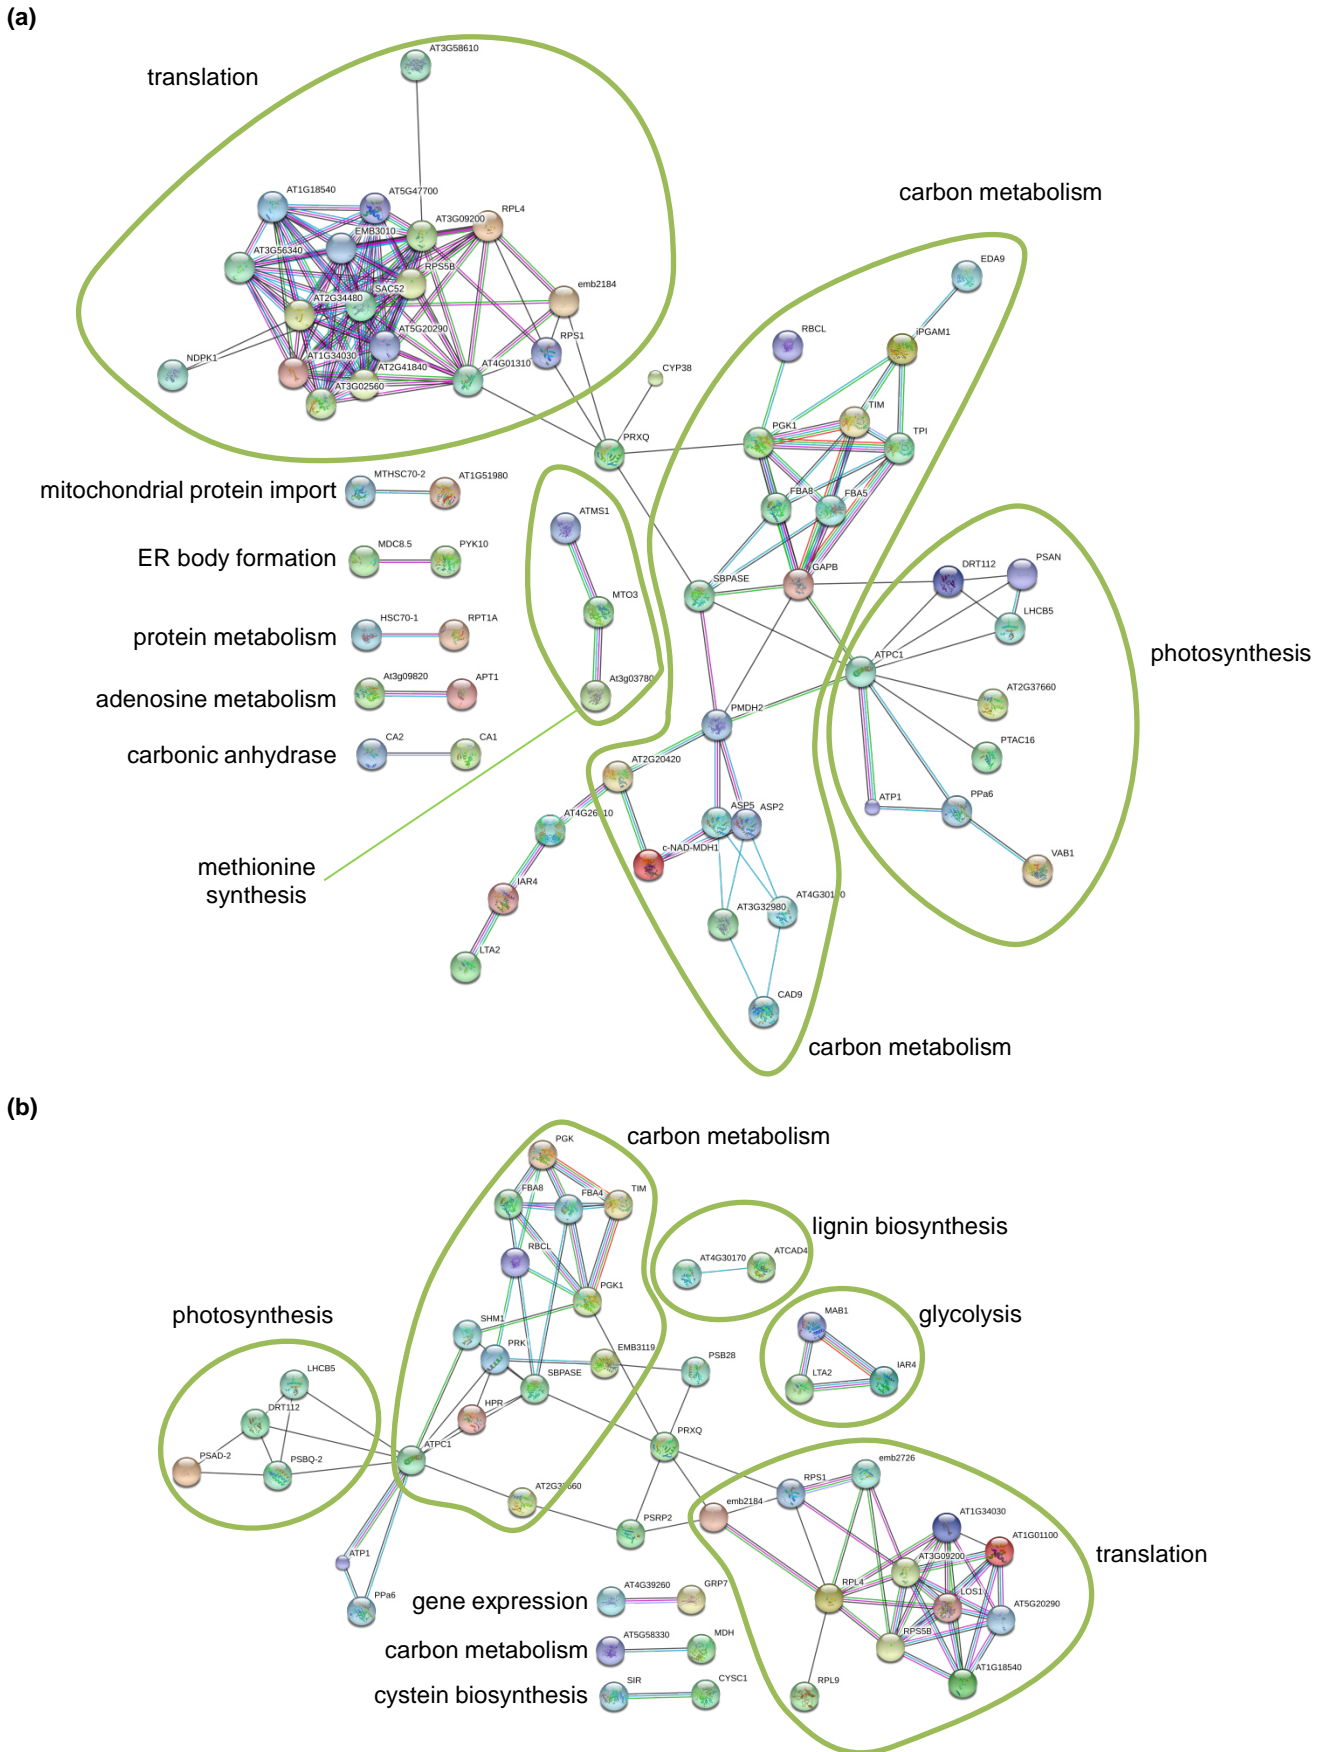 (a)
AT3G58610
translation
carbon metabolism
AT1G18540
AT5G47700
RPL4
AT3G09200
EMB3010
AT3G56340
EDA9
RPS5B
SAC52
emb2184
AT2G34480
iPGAM1
RBCL
AT5G20290
RPS1
NDPK1
AT1G34030
AT2G41840
AT4G01310
CYP38
AT3G02560
TIM
PRXQ
PGK1
TPI
mitochondrial protein import
MTHSC70-2
AT1G51980
FBA8
FBA5
ATMS1
ER body formation
MDC8.5
PYK10
DRT112
PSAN
SBPASE
GAPB
MTO3
LHCB5
protein metabolism
HSC70-1
RPT1A
photosynthesis
ATPC1
At3g03780
adenosine metabolism
At3g09820
APT1
AT2G37660
PMDH2
carbonic anhydrase
CA2
CA1
PTAC16
AT2G20420
ATP1
PPa6
ASP5
ASP2
c-NAD-MDH1
VAB1
methionine
synthesis
IAR4
AT3G32980
LTA2
CAD9
carbon metabolism
(b)
carbon metabolism
PGK
FBA8
FBA4
TIM
lignin biosynthesis
RBCL
AT4G30170
ATCAD4
PGK1
photosynthesis
SHM1
MAB1
glycolysis
PRK
EMB3119
PSB28
LHCB5
SBPASE
LTA2
IAR4
DRT112
HPR
PRXQ
PSAD-2
PSBQ-2
ATPC1
emb2726
RPS1
emb2184
PSRP2
AT1G34030
AT1G01100
ATP1
AT3G09200
translation
PPa6
gene expression
AT4G39260
GRP7
RPL4
LOS1
AT5G20290
RPS5B
carbon metabolism
AT5G58330
MDH
AT1G18540
cystein biosynthesis
SIR
CYSC1
RPL9